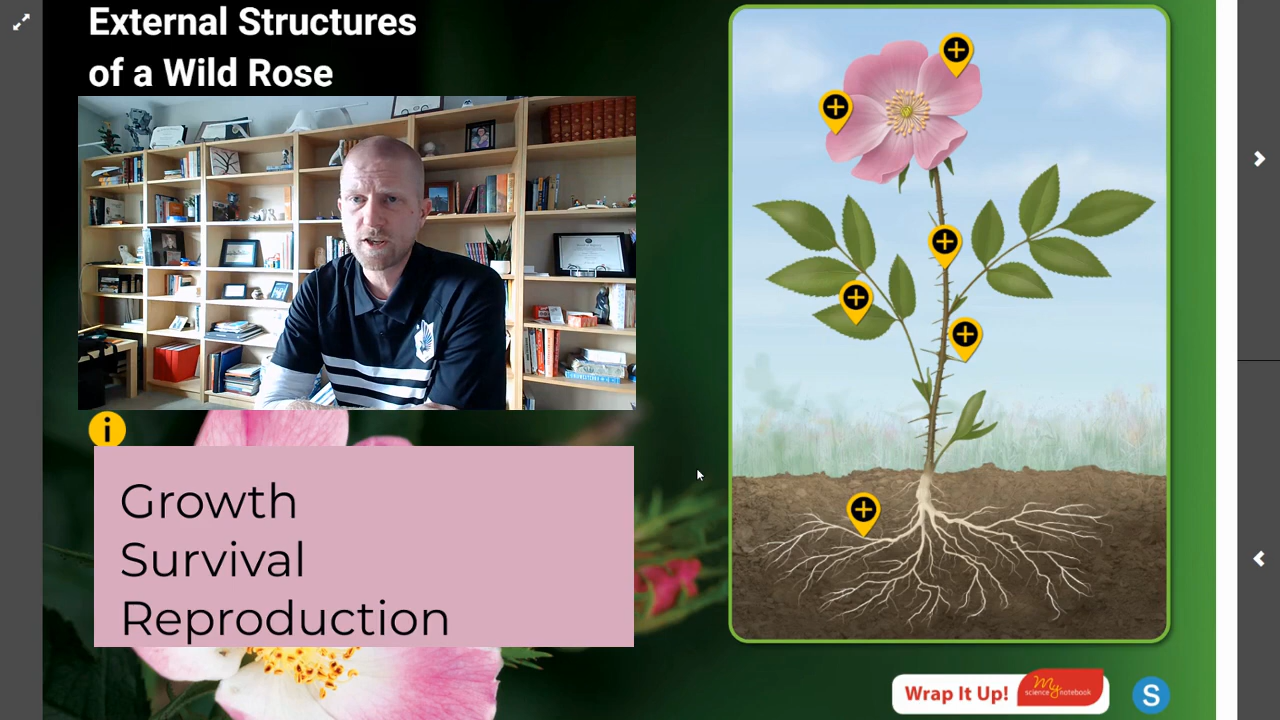 External Structures
of a Wild Rose
i
Growth
Survival
Reproduction
Wrap It Up!
My
science notebook
S